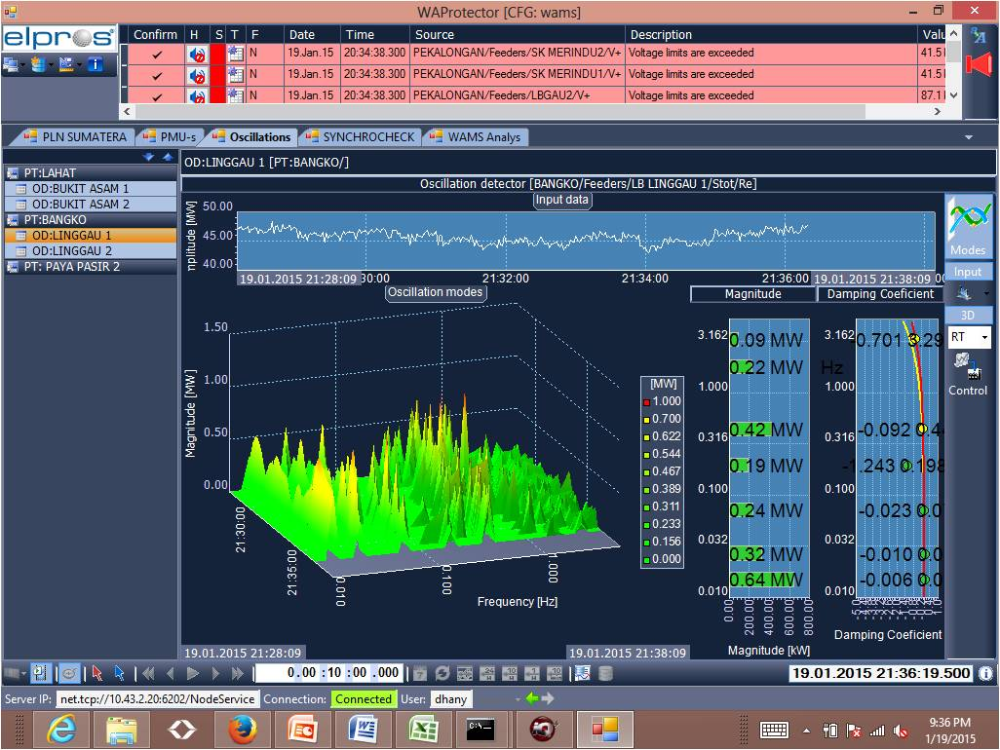 WAProtector [CFG: wams]
elpros
Confirm H S T F Date Time Source Description Valu
N 19.Jan.15 20:34:38.300 PEKALONGAN/Feeders/SK MERINDU2/V+ Voltage limits are exceeded 41.5
N 19.Jan.15 20:34:38.300 PEKALONGAN/Feeders/SK MERINDU1/V+ Voltage limits are exceeded 41.5
N 19.Jan.15 20:34:38.300 PEKALONGAN/Feeders/LBGAU2/V+ Voltage limits are exceeded 87.1
PLN SUMATERA PMU-s Oscillations SYNCHROCHECK WAMS Analys
PT:LAHAT
OD:BUKIT ASAM 1
OD:BUKIT ASAM 2
PT:BANGKO
OD:LINGGAU 1
OD:LINGGAU 2
PT: PAYA PASIR 2
OD:LINGGAU 1 [PT:BANGKO/]
Oscillation detector [BANGKO/Feeders/LB LINGGAU 1/Stot/Re]
Input data
mplitude [MW]
50.00
45.00
40.00
19.01.2015 21:28:09 30:00 21:32:00 21:34:00 21:36:00 19.01.2015 21:38:09
Oscillation modes
Magnitude [MW]
1.50
1.00
0.50
0.00
21:30:00
21:35:00
0.010
0.100
1.000
Frequency [Hz]
[MW]
1.000
0.700
0.622
0.544
0.467
0.389
0.311
0.233
0.156
0.000
19.01.2015 21:28:09 19.01.2015 21:38:09
Magnitude
3.162
1.000
0.316
0.100
0.032
0.010
0.09 MW
0.22 MW
0.42 MW
0.19 MW
0.24 MW
0.32 MW
0.64 MW
0.00 200.00 400.00 600.00 800.00
Magnitude [kW]
Damping Coeficient
3.162
Hz
1.000
0.316
0.100
0.032
0.010
-0.701 3.29
-0.092 0.4
-1.243 0.198
-0.023 0.0
-0.010 0.0
-0.006 0.0
Damping Coeficient
Modes
Input
3D
RT
Control
0.00 :10 :00 .000
19.01.2015 21:36:19.500
Server IP: net.tcp://10.43.2.20:6202/NodeService Connection: Connected User: dhany
9:36 PM
1/19/2015